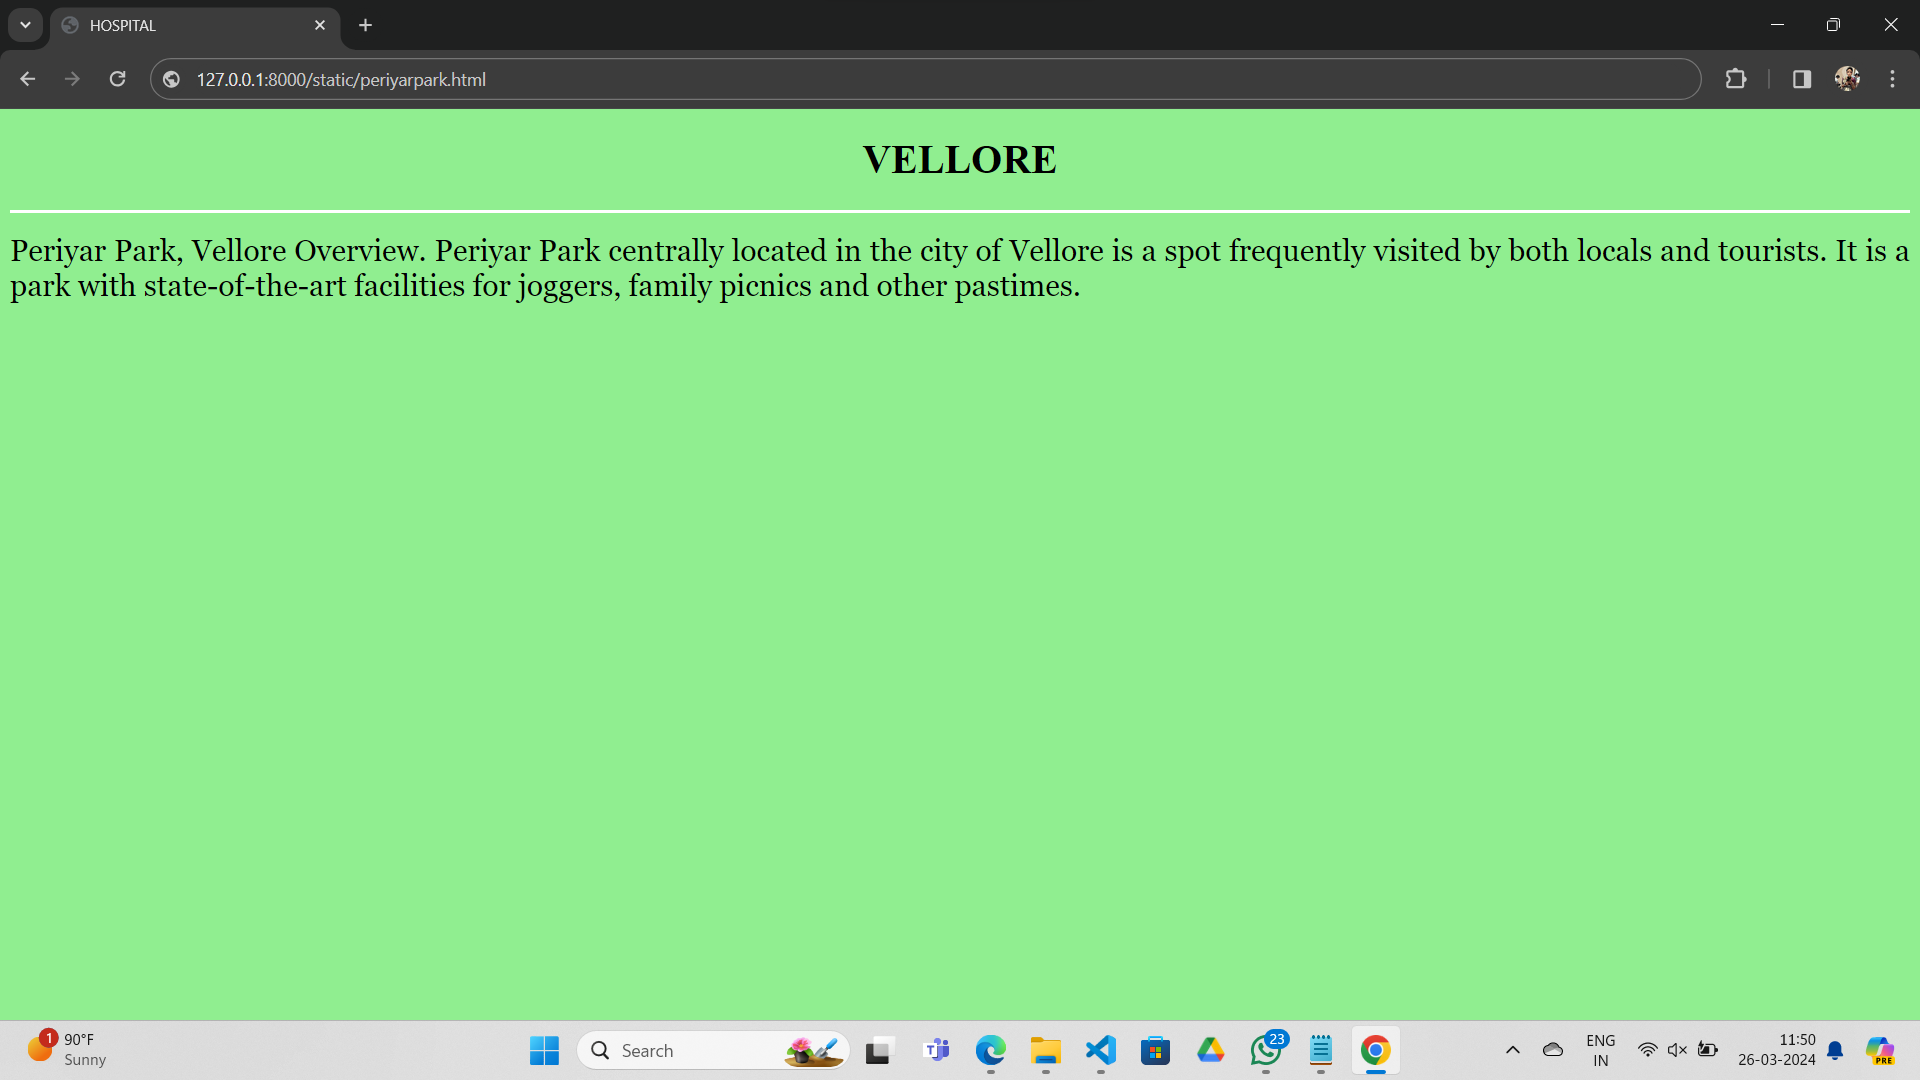 HOSPITAL
127.0.0.1:8000/static/periyarpark.html
VELLORE
Periyar Park, Vellore Overview. Periyar Park centrally located in the city of Vellore is a spot frequently visited by both locals and tourists. It is a
park with state-of-the-art facilities for joggers, family picnics and other pastimes.
1
90°F
Sunny
Search
T
23
ENG
IN
11:50
26-03-2024
PRE